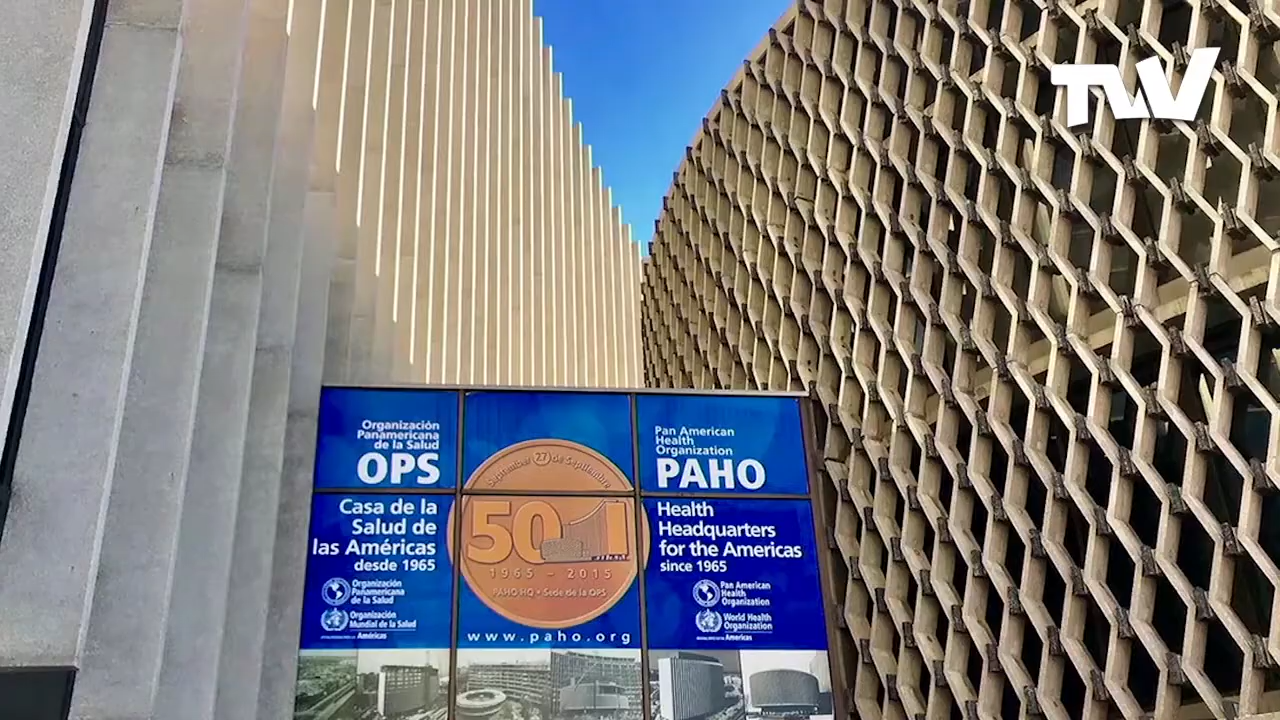 TVV
Organización
Panamericana
de la Salud
OPS
Casa de la
Salud de
las Américas
desde 1965
Organización
Panamericana
de la Salud
Organización
Mundial de la Salud
Américas
September 27 de Septiembre
50
1965 - 2015
PAHO HQ • Sede de la OPS
www.paho.org
Pan American
Health
Organization
PAHO
Health
Headquarters
for the Americas
since 1965
Pan American
Health
Organization
World Health
Organization
Americas